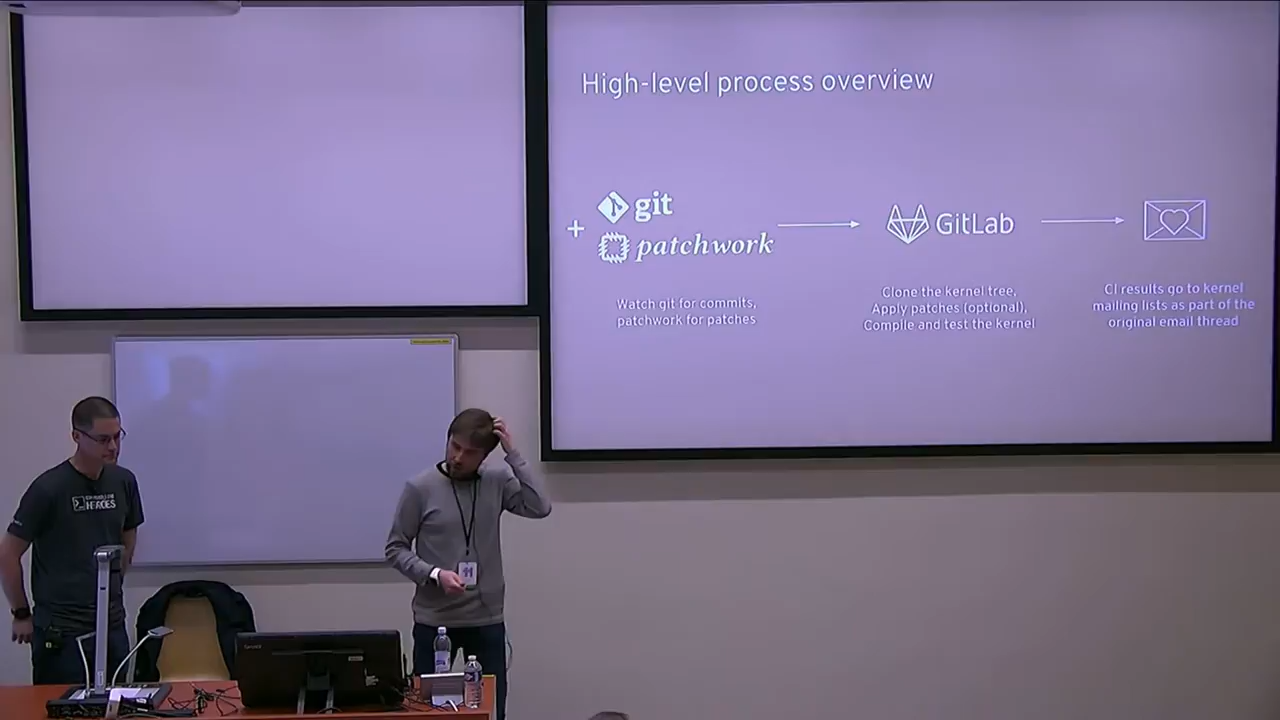 High-level process overview
+
git
patchwork
Watch git for commits,
patchwork for patches
GitLab
Clone the kernel tree,
Apply patches (optional),
Compile and test the kernel
CI results go to kernel
mailing lists as part of the
original email thread
HEROES